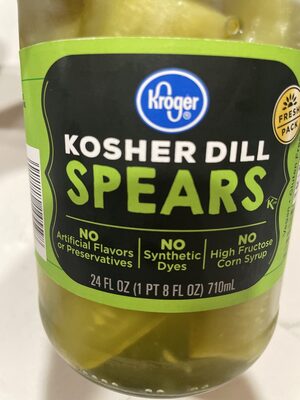 Kroger®
FRESH
PACK
KOSHER DILL
SPEARS
NO
Artificial Flavors
or Preservatives
NO
Synthetic
Dyes
NO
High Fructose
Corn Syrup
24 FL OZ (1 PT 8 FL OZ) 710mL